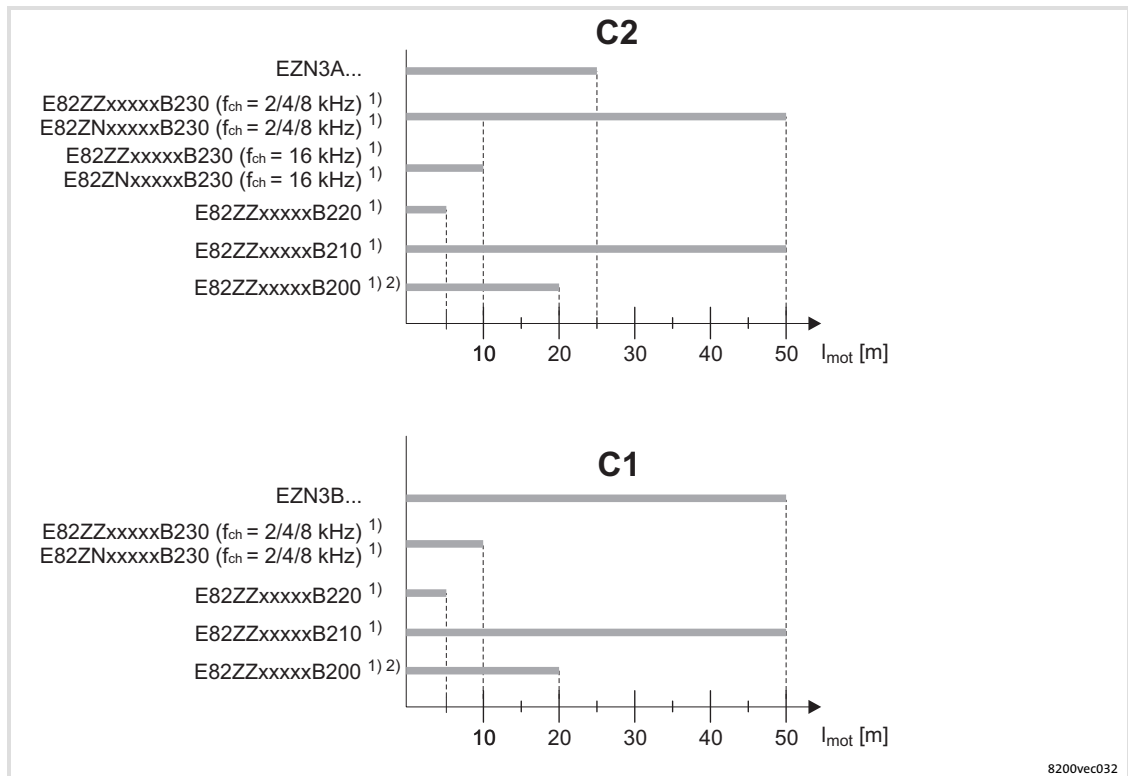 C2
EZN3A...
E82ZZxxxxxB230 (fch = 2/4/8 kHz) 1)
E82ZNxxxxxB230 (fch = 2/4/8 kHz) 1)
E82ZZxxxxxB230 (fch = 16 kHz) 1)
E82ZNxxxxxB230 (fch = 16 kHz) 1)
E82ZZxxxxxB220 1)
E82ZZxxxxxB210 1)
E82ZZxxxxxB200 1) 2)
10 20 30 40 50 lmot [m]
C1
EZN3B...
E82ZZxxxxxB230 (fch = 2/4/8 kHz) 1)
E82ZNxxxxxB230 (fch = 2/4/8 kHz) 1)
E82ZZxxxxxB220 1)
E82ZZxxxxxB210 1)
E82ZZxxxxxB200 1) 2)
10 20 30 40 50 lmot [m]
8200vec032